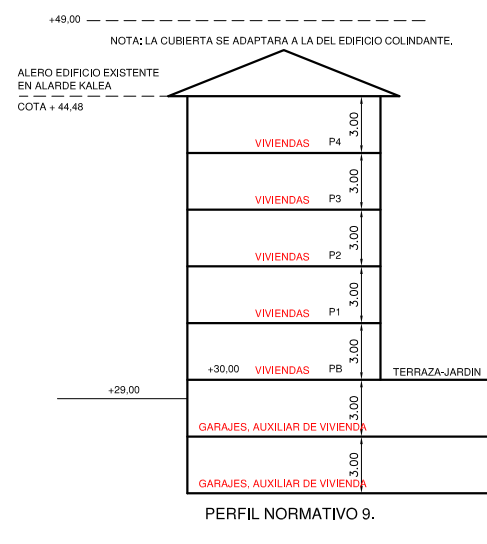 +49,00
NOTA: LA CUBIERTA SE ADAPTARA A LA DEL EDIFICIO COLINDANTE.
ALERO EDIFICIO EXISTENTE
EN ALARDE KALEA
COTA + 44,48
VIVIENDAS P4 3.00
VIVIENDAS P3 3.00
VIVIENDAS P2 3.00
VIVIENDAS P1 3.00
+30,00 VIVIENDAS PB 3.00
TERRAZA-JARDIN
+29,00
GARAJES, AUXILIAR DE VIVIENDA 3.00
GARAJES, AUXILIAR DE VIVIENDA 3.00
PERFIL NORMATIVO 9.